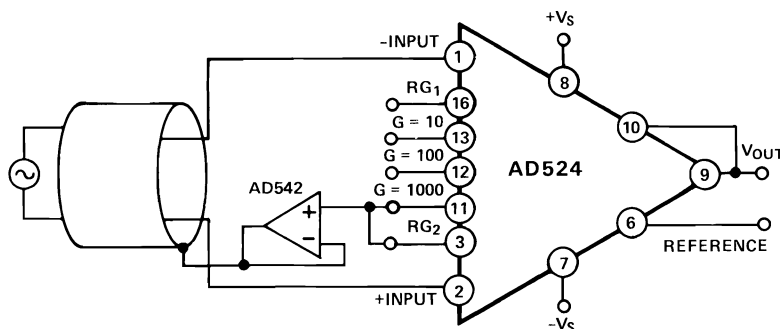 +VS
-INPUT
1
8
RG1
16
G = 10
13
10
G = 100
VOUT
12
AD524
9
AD542
G = 1000
+
11
6
-
RG2
3
REFERENCE
7
+INPUT
2
-VS